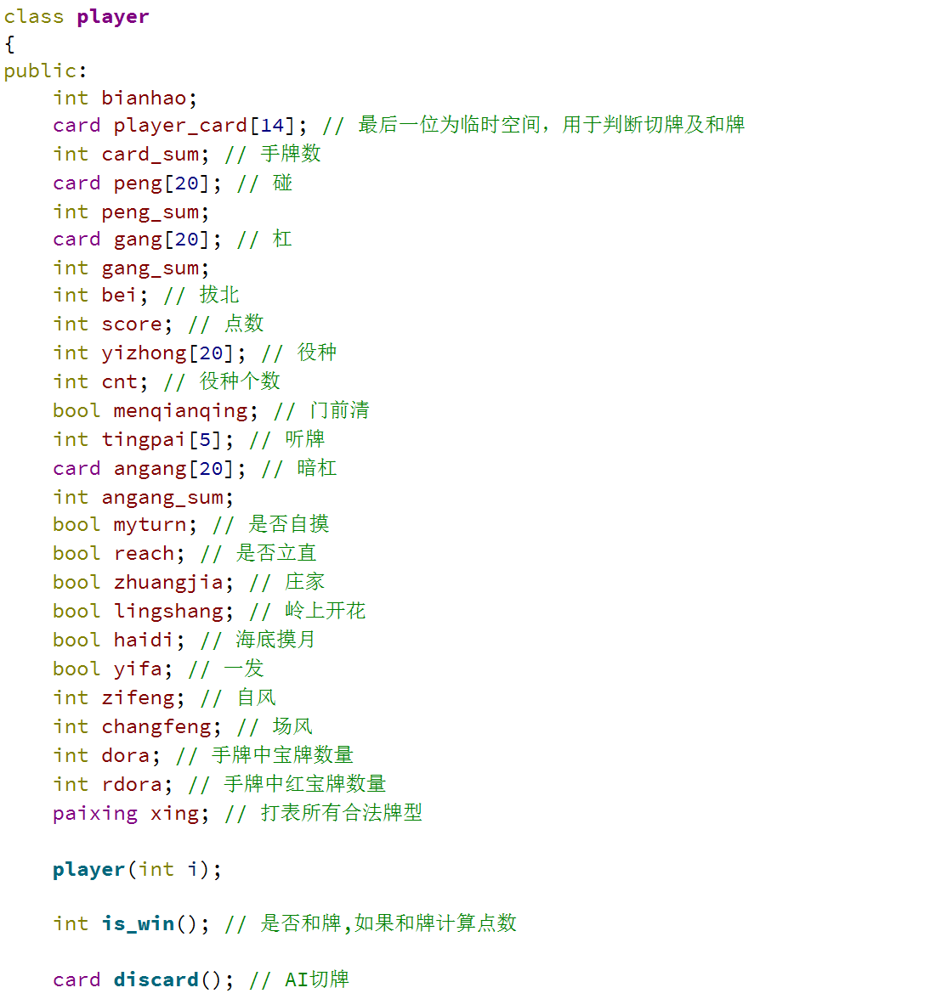 class player
{
public:
    int bianhao;
    card player_card[14]; // 最后一位为临时空间，用于判断切牌及和牌
    int card_sum; // 手牌数
    card peng[20]; // 碰
    int peng_sum;
    card gang[20]; // 杠
    int gang_sum;
    int bei; // 拔北
    int score; // 点数
    int yizhong[20]; // 役种
    int cnt; // 役种个数
    bool menqianqing; // 门前清
    int tingpai[5]; // 听牌
    card angang[20]; // 暗杠
    int angang_sum;
    bool myturn; // 是否自摸
    bool reach; // 是否立直
    bool zhuangjia; // 庄家
    bool lingshang; // 岭上开花
    bool haidi; // 海底摸月
    bool yifa; // 一发
    int zifeng; // 自风
    int changfeng; // 场风
    int dora; // 手牌中宝牌数量
    int rdora; // 手牌中红宝牌数量
    paixing xing; // 打表所有合法牌型
    player(int i);
    int is_win(); // 是否和牌,如果和牌计算点数
    card discard(); // AI切牌